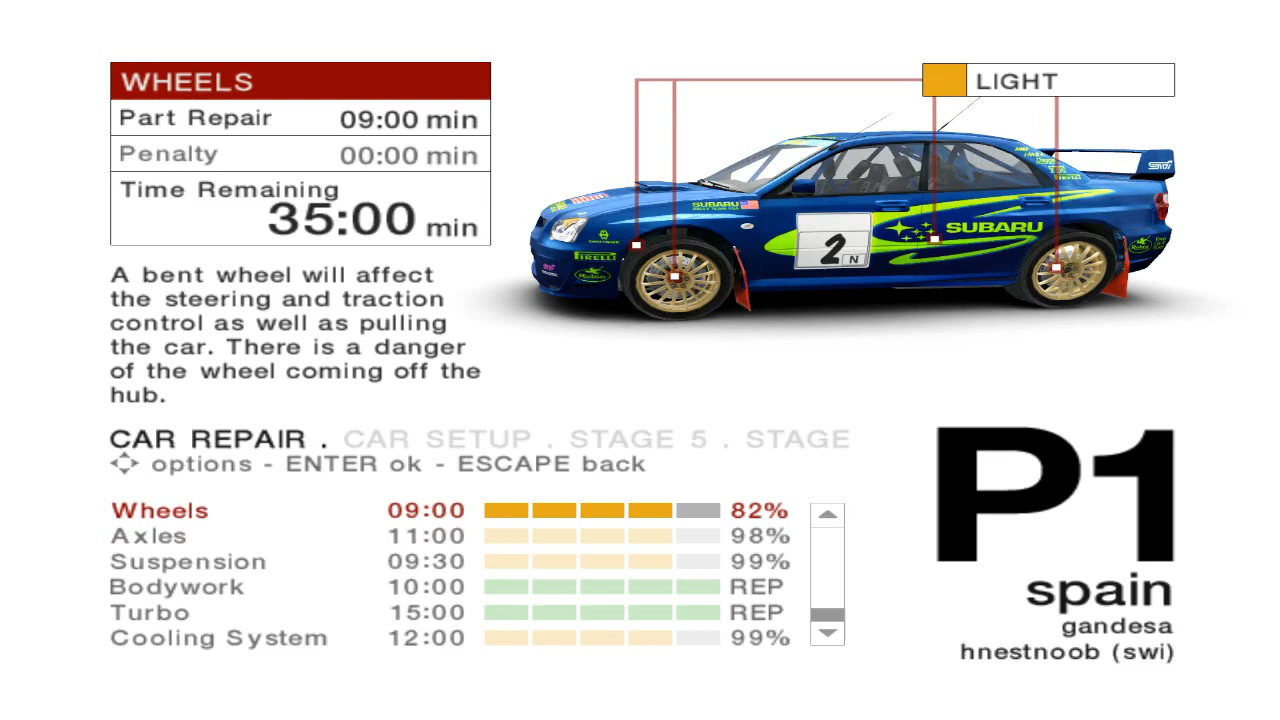 WHEELS
Part Repair 09:00 min
Penalty 00:00 min
Time Remaining
35:00 min
LIGHT
SUBARU
SUBARU
PIRELLI
2
N
STi
PIRELLI
A bent wheel will affect
the steering and traction
control as well as pulling
the car. There is a danger
of the wheel coming off the
hub.
CAR REPAIR . CAR SETUP . STAGE 5 . STAGE
options - ENTER ok - ESCAPE back
Wheels 09:00 82%
Axles 11:00 98%
Suspension 09:30 99%
Bodywork 10:00 REP
Turbo 15:00 REP
Cooling System 12:00 99%
P1
spain
gandesa
hnestnoob (swi)